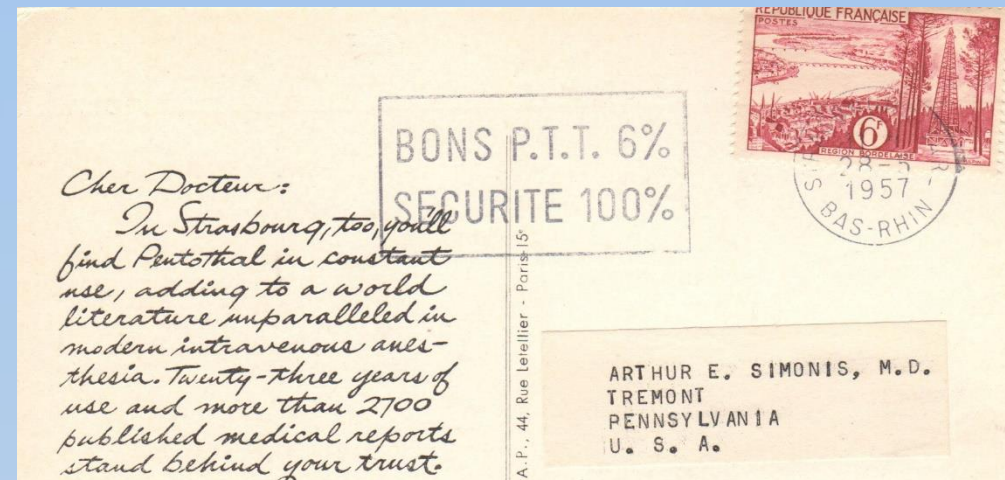 REPUBLIQUE FRANÇAISE
POSTES
6F
REGION BORDELAISE
BONS P.T.T. 6%
SECURITE 100%
28-5
1957
BAS-RHIN
Cher Docteur:
In Strasbourg, too, you'll
find Pentothal in constant
use, adding to a world
literature unparalleled in
modern intravenous anes-
thesia. Twenty-three years of
use and more than 2700
published medical reports
stand behind your trust.
A.P., 44, Rue Letellier - Paris-15e
ARTHUR E. SIMONIS, M.D.
TREMONT
PENNSYLVANIA
U. S. A.